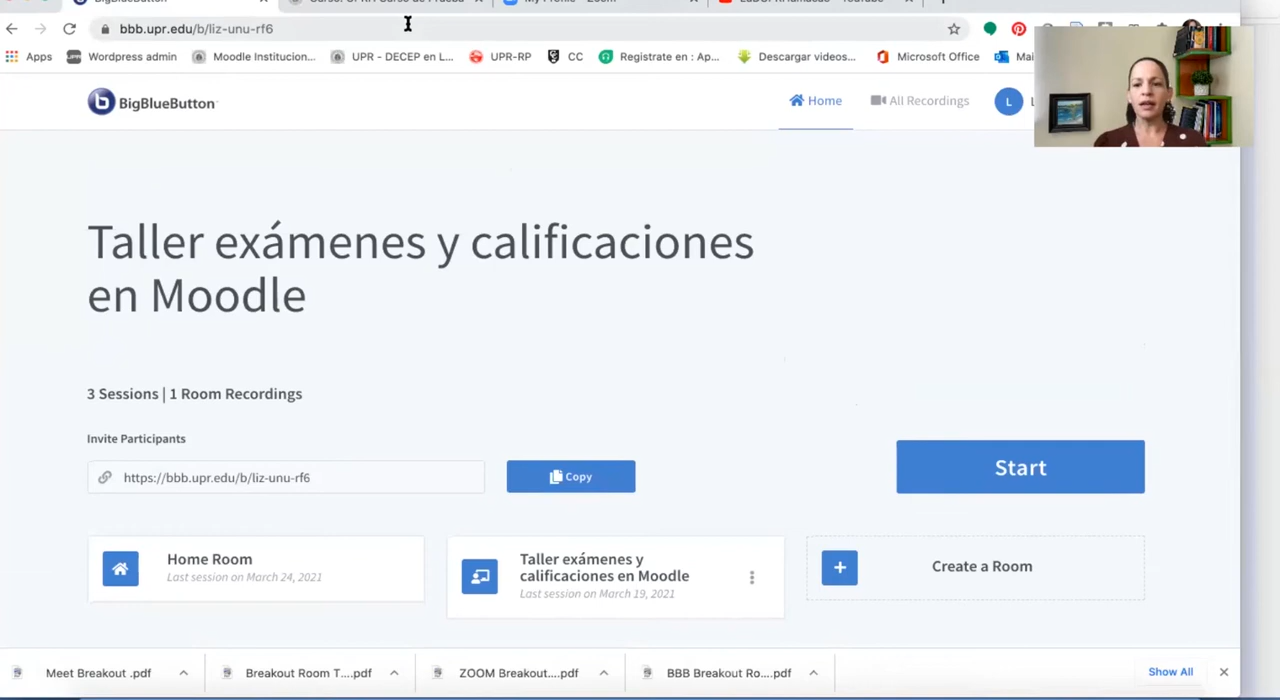 BigBlueButton
bbb.upr.edu/b/liz-unu-rf6
Apps
Wordpress admin
Moodle Institucion...
UPR - DECEP en L...
UPR-RP
CC
Registrate en : Ap...
Descargar videos...
Microsoft Office
Mai
b BigBlueButton
Home
All Recordings
L
Taller exámenes y calificaciones
en Moodle
3 Sessions | 1 Room Recordings
Invite Participants
https://bbb.upr.edu/b/liz-unu-rf6
Copy
Start
Home Room
Last session on March 24, 2021
Taller exámenes y
calificaciones en Moodle
Last session on March 19, 2021
Create a Room
Meet Breakout .pdf
Breakout Room T....pdf
ZOOM Breakout....pdf
BBB Breakout Ro....pdf
Show All